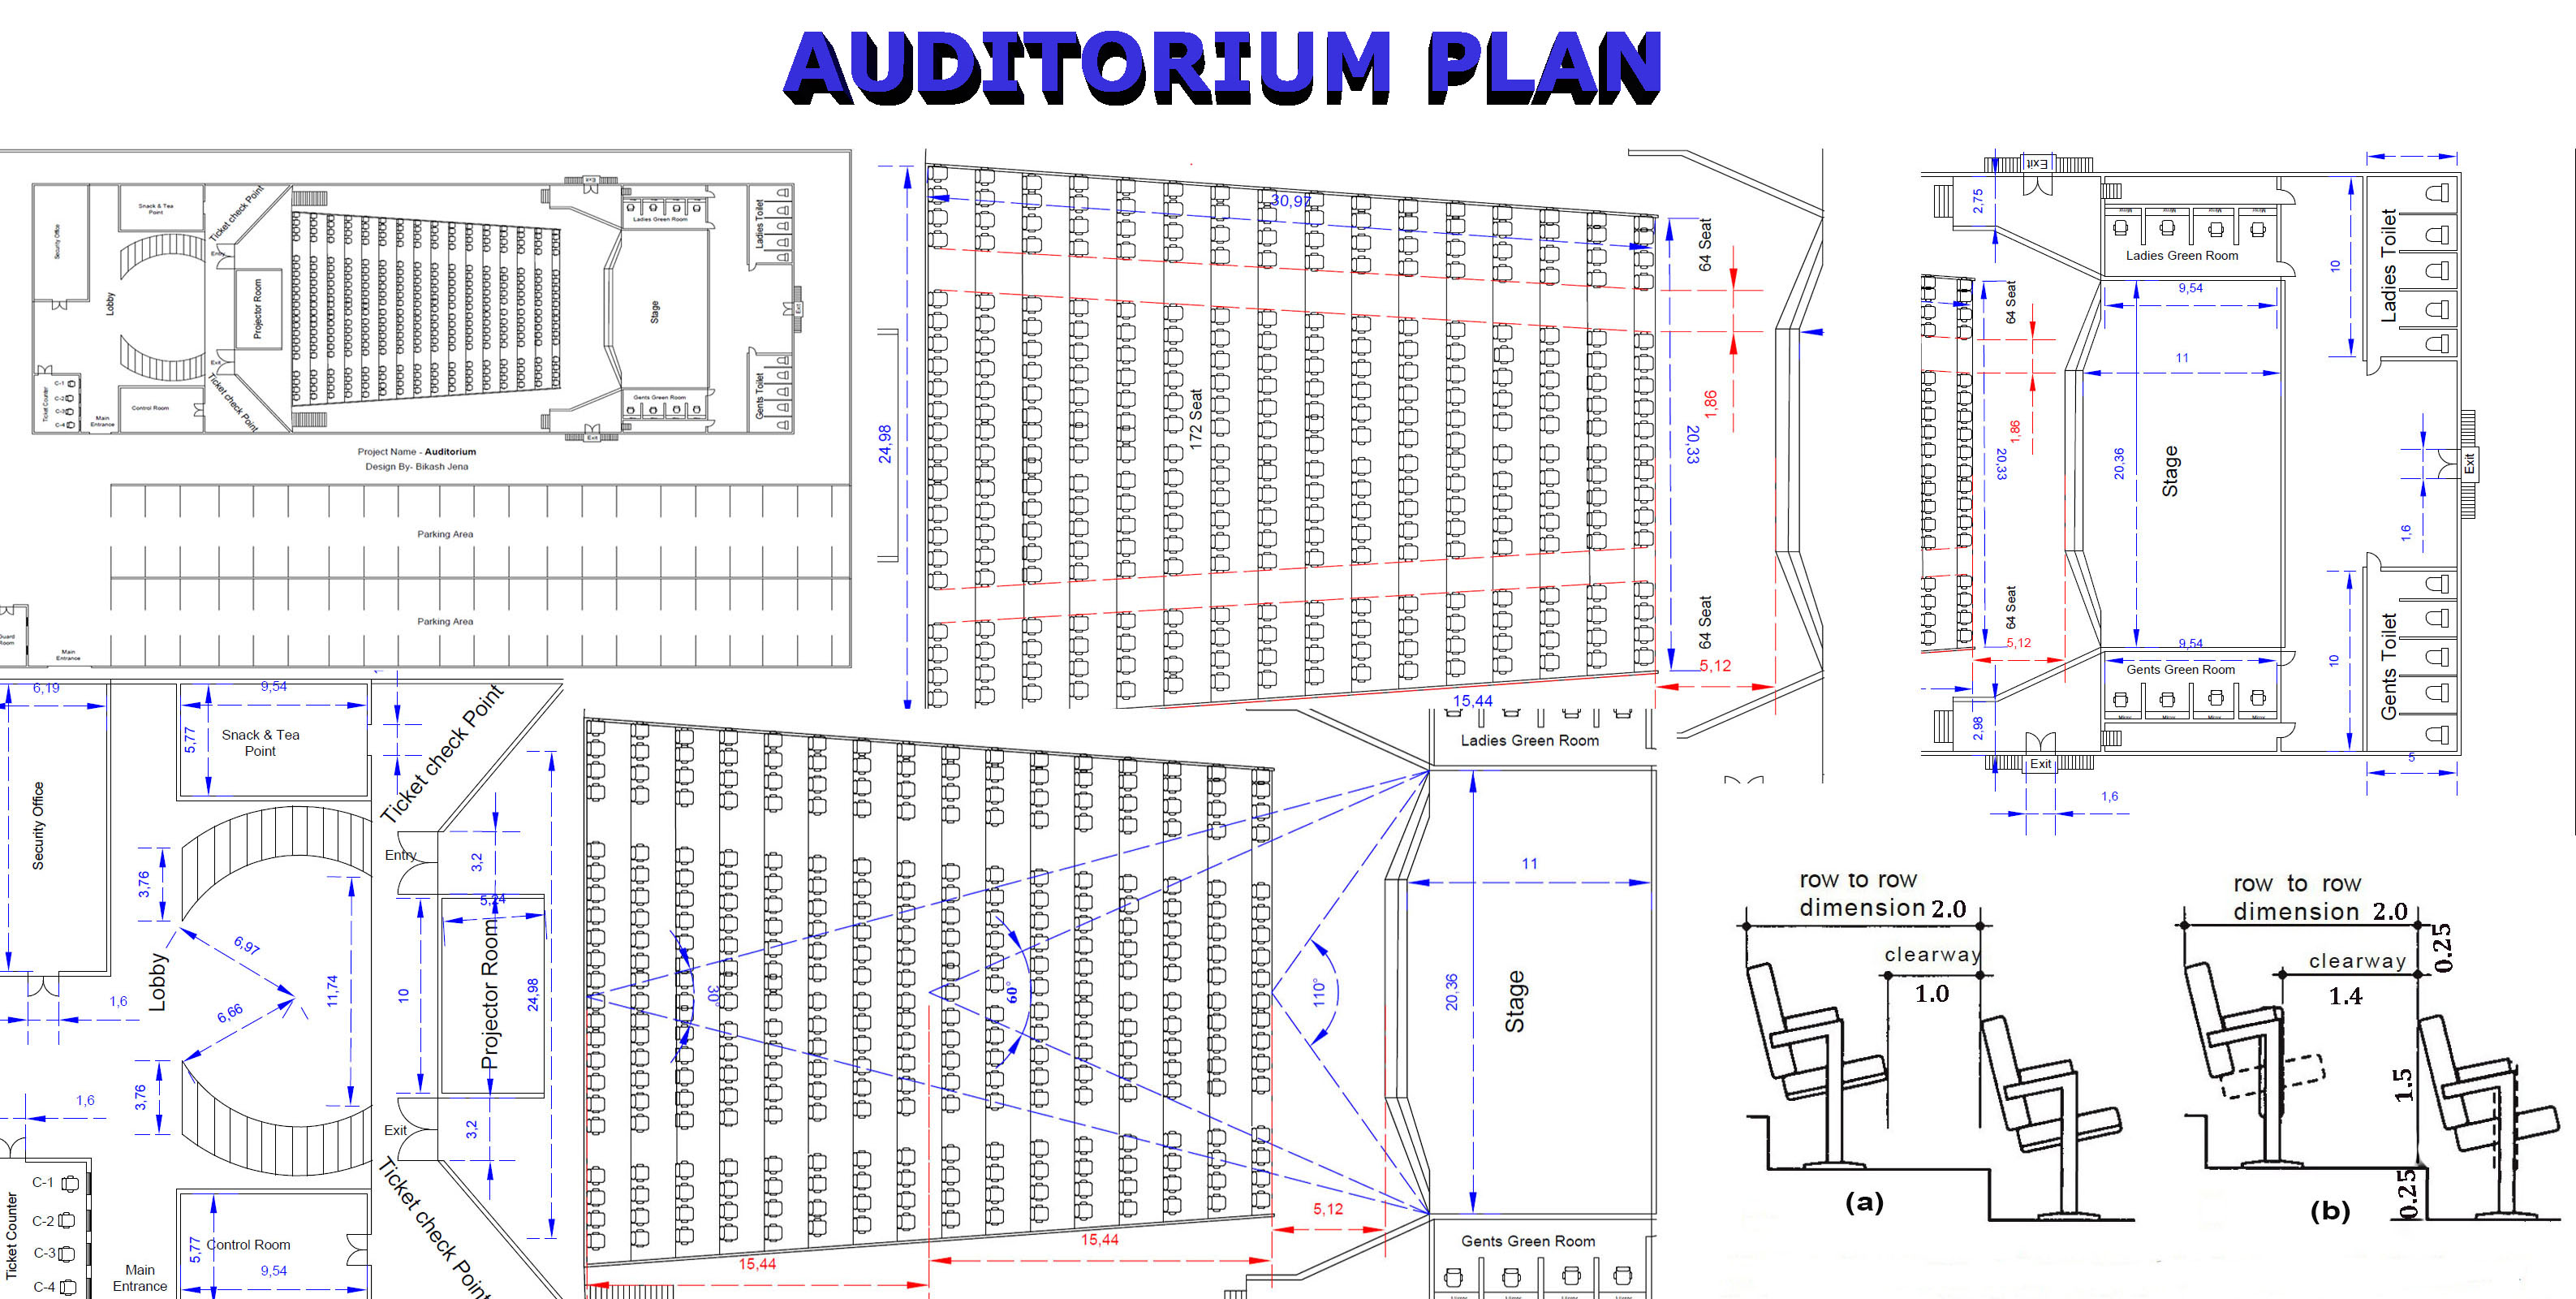 AUDITORIUM PLAN
Security Office
Snack & Tea
Point
Ticket check Point
Entry
Lobby
Projector Room
Exit
Ticket check Point
Ticket Counter
C-1
C-2
C-3
C-4
Main
Entrance
Control Room
Exit
Ladies Green Room
Stage
Gents Green Room
Exit
Ladies Toilet
Exit
Gents Toilet
Project Name - Auditorium
Design By- Bikash Jena
Parking Area
Parking Area
Guard
Room
Main
Entrance
30,97
24,98
172 Seat
64 Seat
1,86
20,33
64 Seat
5,12
15,44
Exit
2,75
Ladies Green Room
9,54
64 Seat
1,86
20,33
11
20,36
Stage
64 Seat
5,12
9,54
Gents Green Room
2,98
Exit
1,6
10
Ladies Toilet
Exit
1,6
10
Gents Toilet
5
6,19
9,54
5,77
Snack & Tea
Point
Ticket check Point
Security Office
Entry
3,2
5,24
3,76
6,97
Lobby
11,74
10
Projector Room
24,98
1,6
6,66
3,76
1,6
Exit
3,2
Ticket check Point
Ticket Counter
C-1
C-2
C-3
C-4
5,77
Control Room
9,54
Main
Entrance
30°
60°
110°
15,44
15,44
5,12
Ladies Green Room
11
20,36
Stage
Gents Green Room
row to row
dimension 2.0
clearway
1.0
(a)
row to row
dimension 2.0
0.25
clearway
1.4
1.5
0.25
(b)